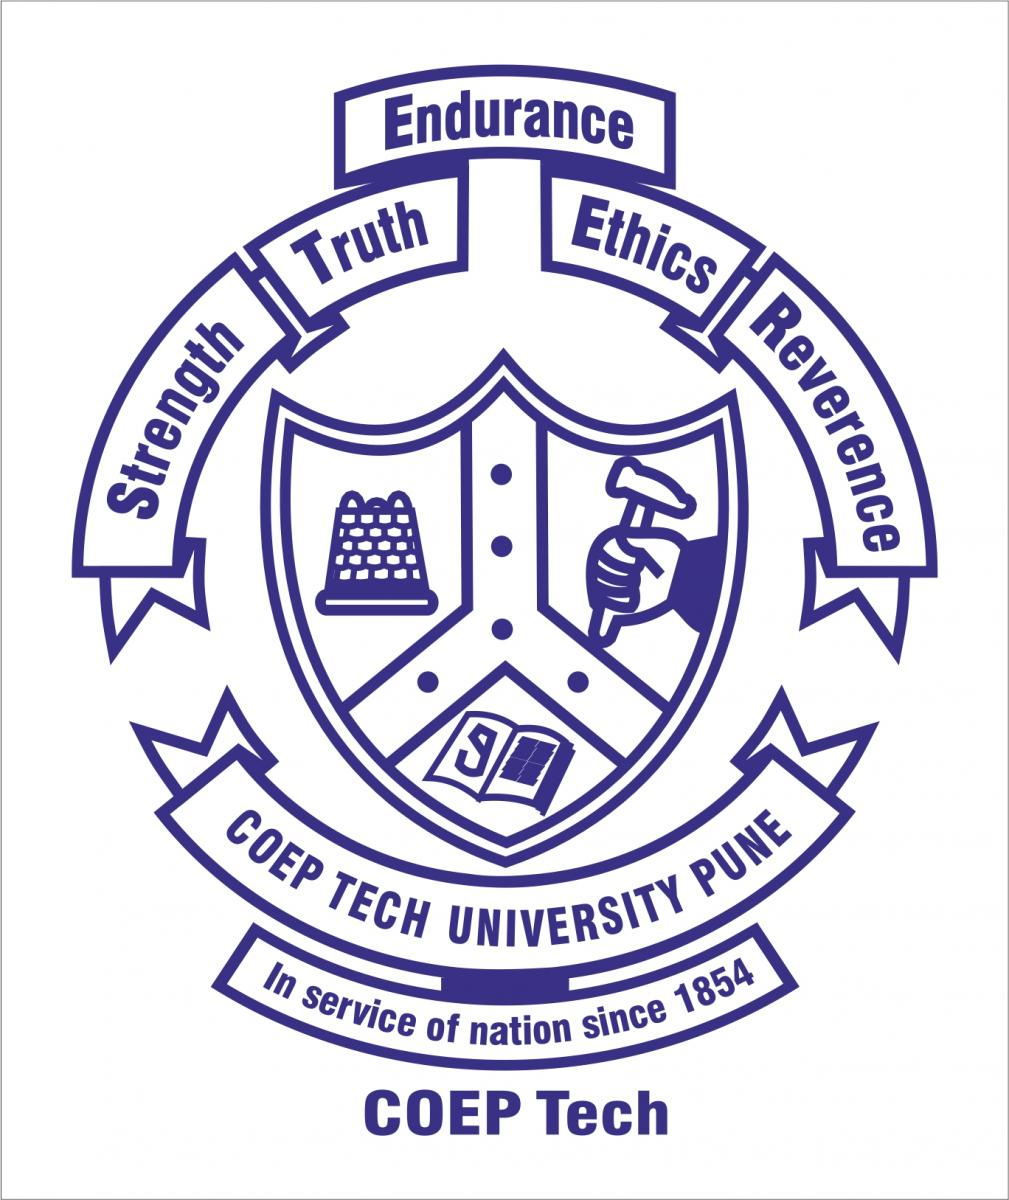 Strength
Truth
Endurance
Ethics
Reverence
COEP TECH UNIVERSITY PUNE
In service of nation since 1854
COEP Tech